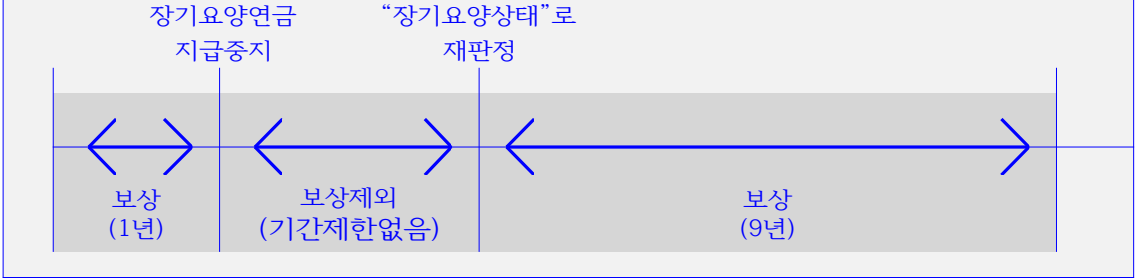 장기요양연금
지급중지
“장기요양상태”로
재판정
보상
(1년)
보상제외
(기간제한없음)
보상
(9년)